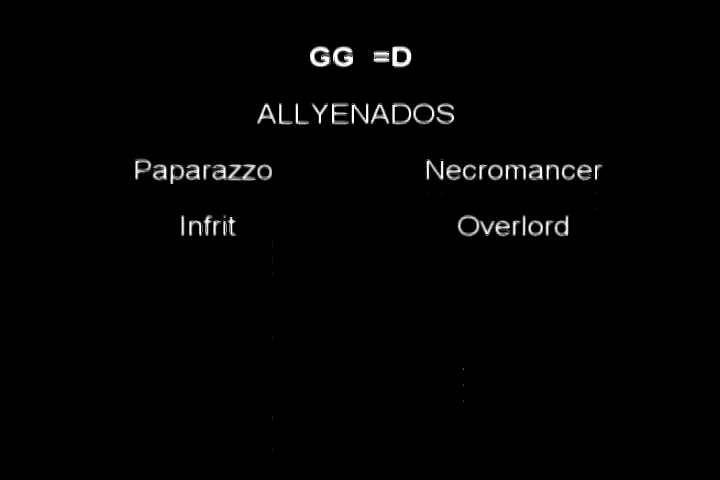 GG =D
ALLYENADOS
Paparazzo Necromancer
Infrit Overlord